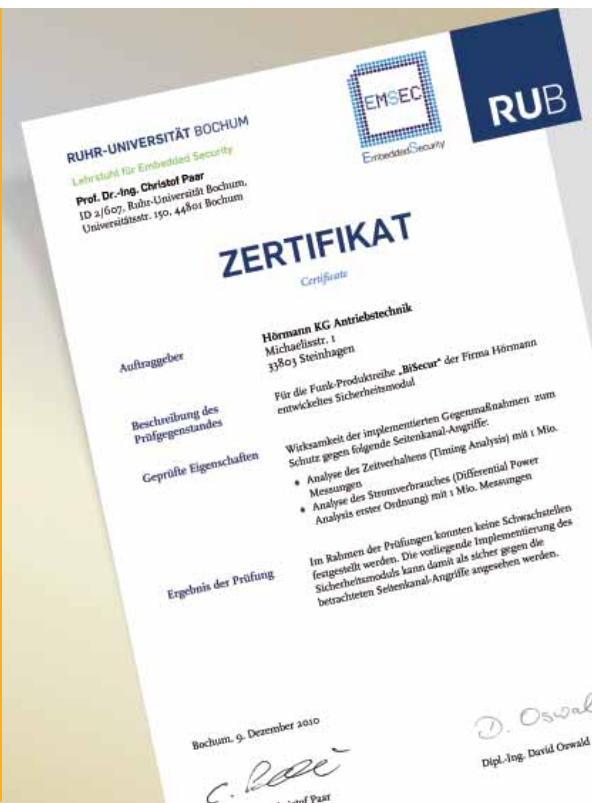 RUHR-UNIVERSITÄT BOCHUM
Lehrstuhl für Embedded Security
Prof. Dr.-Ing. Christof Paar
ID 2/607, Ruhr-Universität Bochum,
Universitätsstr. 150, 44801 Bochum
EMSEC
EmbeddedSecurity
RUB
ZERTIFIKAT
Certificate
Auftraggeber
Hörmann KG Antriebstechnik
Michaelisstr. 1
33803 Steinhagen
Beschreibung des
Prüfgegenstandes
Für die Funk-Produktreihe „BiSecur“ der Firma Hörmann
entwickeltes Sicherheitsmodul
Geprüfte Eigenschaften
Wirksamkeit der implementierten Gegenmaßnahmen zum
Schutz gegen folgende Seitenkanal-Angriffe:
• Analyse des Zeitverhaltens (Timing Analysis) mit 1 Mio.
Messungen
• Analyse des Stromverbrauches (Differential Power
Analysis erster Ordnung) mit 1 Mio. Messungen
Ergebnis der Prüfung
Im Rahmen der Prüfungen konnten keine Schwachstellen
festgestellt werden. Die vorliegende Implementierung des
Sicherheitsmoduls kann damit als sicher gegen die
betrachteten Seitenkanal-Angriffe angesehen werden.
Bochum, 9. Dezember 2010
D. Oswal
Dipl.-Ing. David Oswald
C. Paar
istof Paar